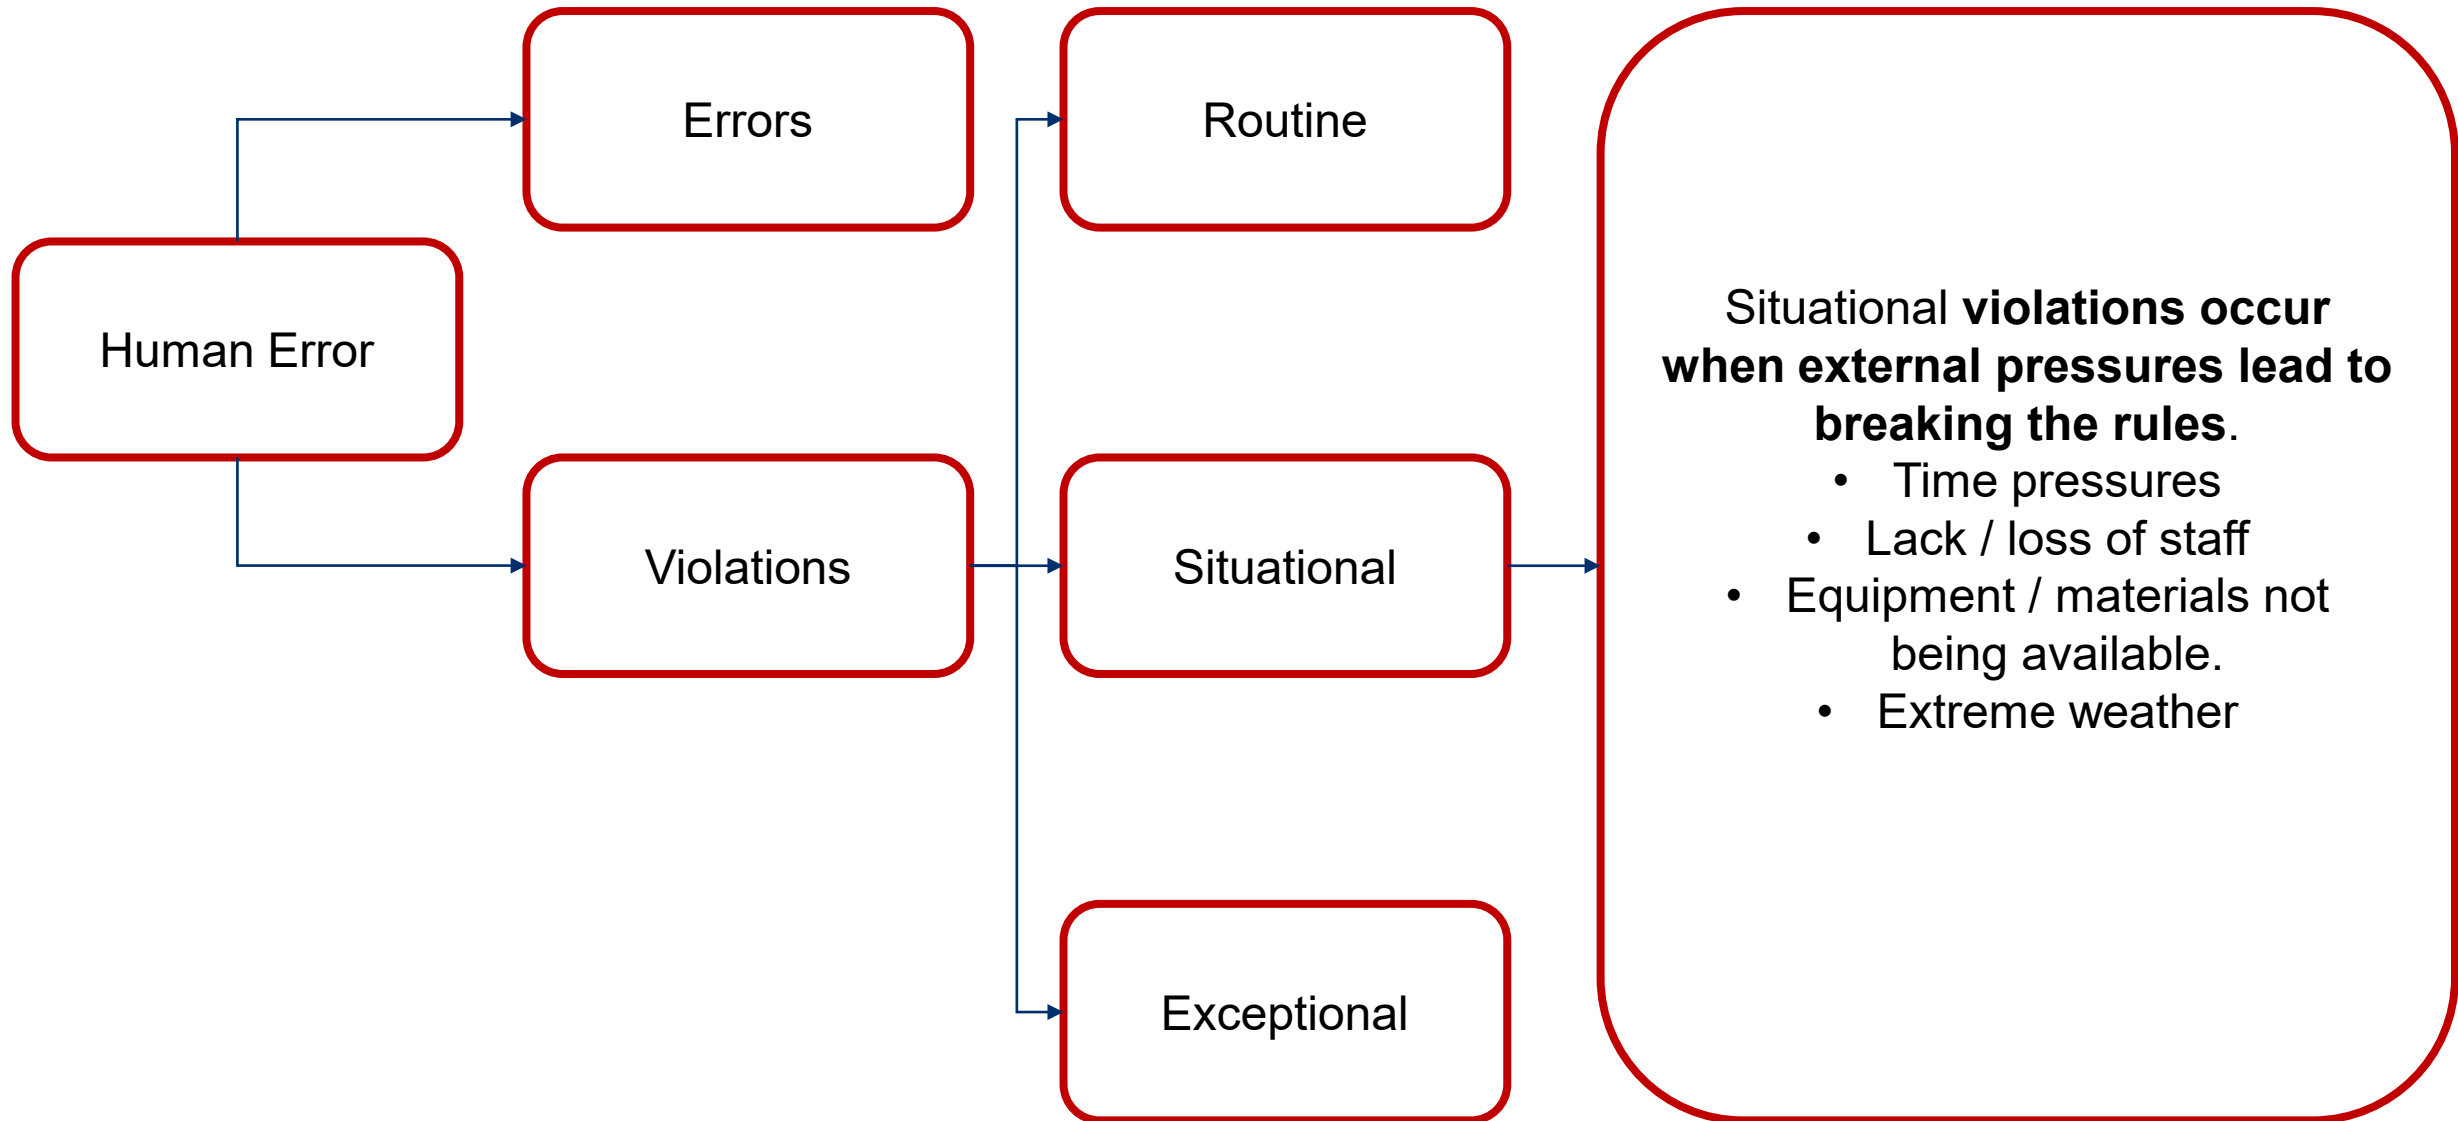 Errors
Routine
Human Error
Violations
Situational
Exceptional
Situational violations occur
when external pressures lead to
breaking the rules.
• Time pressures
• Lack / loss of staff
• Equipment / materials not
being available.
• Extreme weather